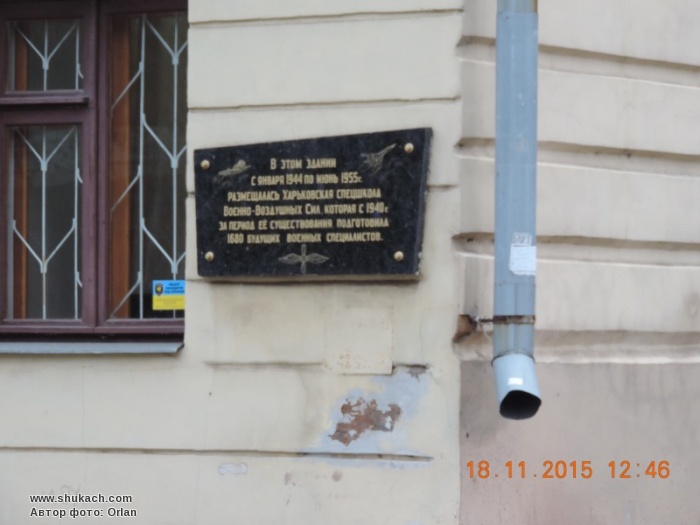 В этом здании
с января 1944 по июнь 1955г.
размещалась Харьковская спецшкола
Военно-Воздушных Сил, которая с 1940г
за период её существования подготовила
1680 будущих военных специалистов.
18.11.2015 12:46
www.shukach.com
Автор фото: Orlan